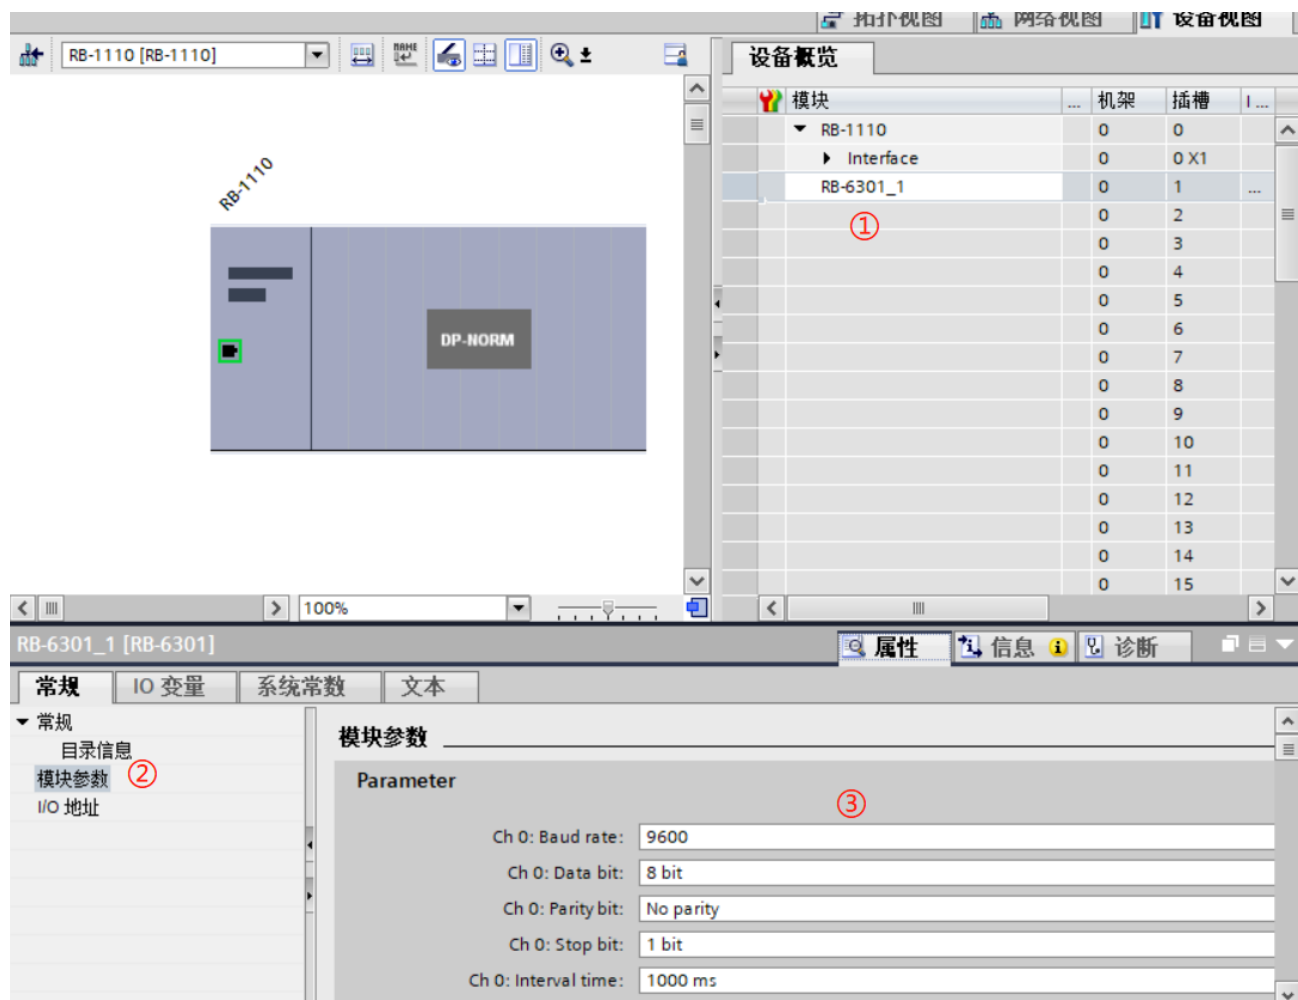 拓扑视图 网络视图 设备视图
RB-1110 [RB-1110]
NAME
100%
RB-1110
DP-NORM
设备概览
模块 ... 机架 插槽 I ...
RB-1110 0 0
Interface 0 0 X1
RB-6301_1 0 1 ...
① 0 2
0 3
0 4
0 5
0 6
0 7
0 8
0 9
0 10
0 11
0 12
0 13
0 14
0 15
RB-6301_1 [RB-6301]
属性 信息 诊断
常规 IO 变量 系统常数 文本
常规
目录信息
模块参数 ②
I/O 地址
模块参数
Parameter
③
Ch 0: Baud rate: 9600
Ch 0: Data bit: 8 bit
Ch 0: Parity bit: No parity
Ch 0: Stop bit: 1 bit
Ch 0: Interval time: 1000 ms